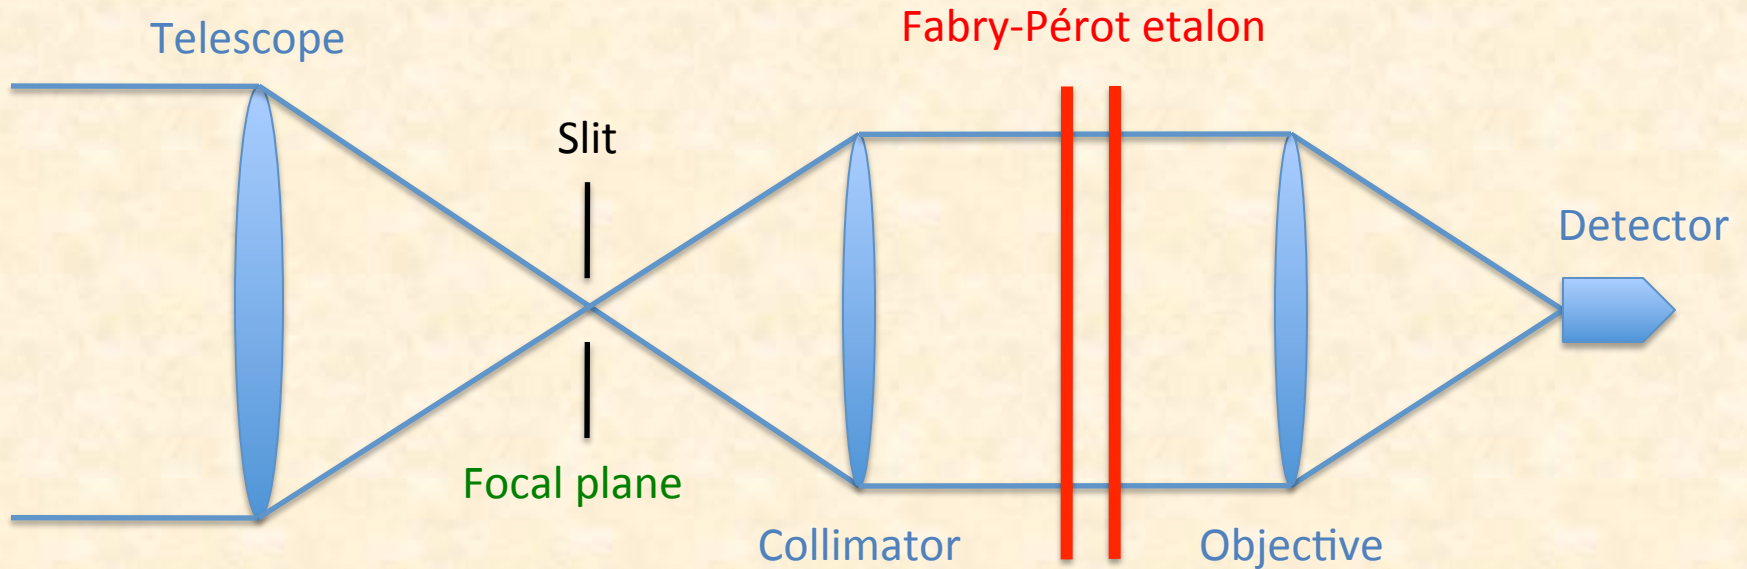 Telescope
Fabry-Pérot etalon
Slit
Detector
Focal plane
Collimator
Objective